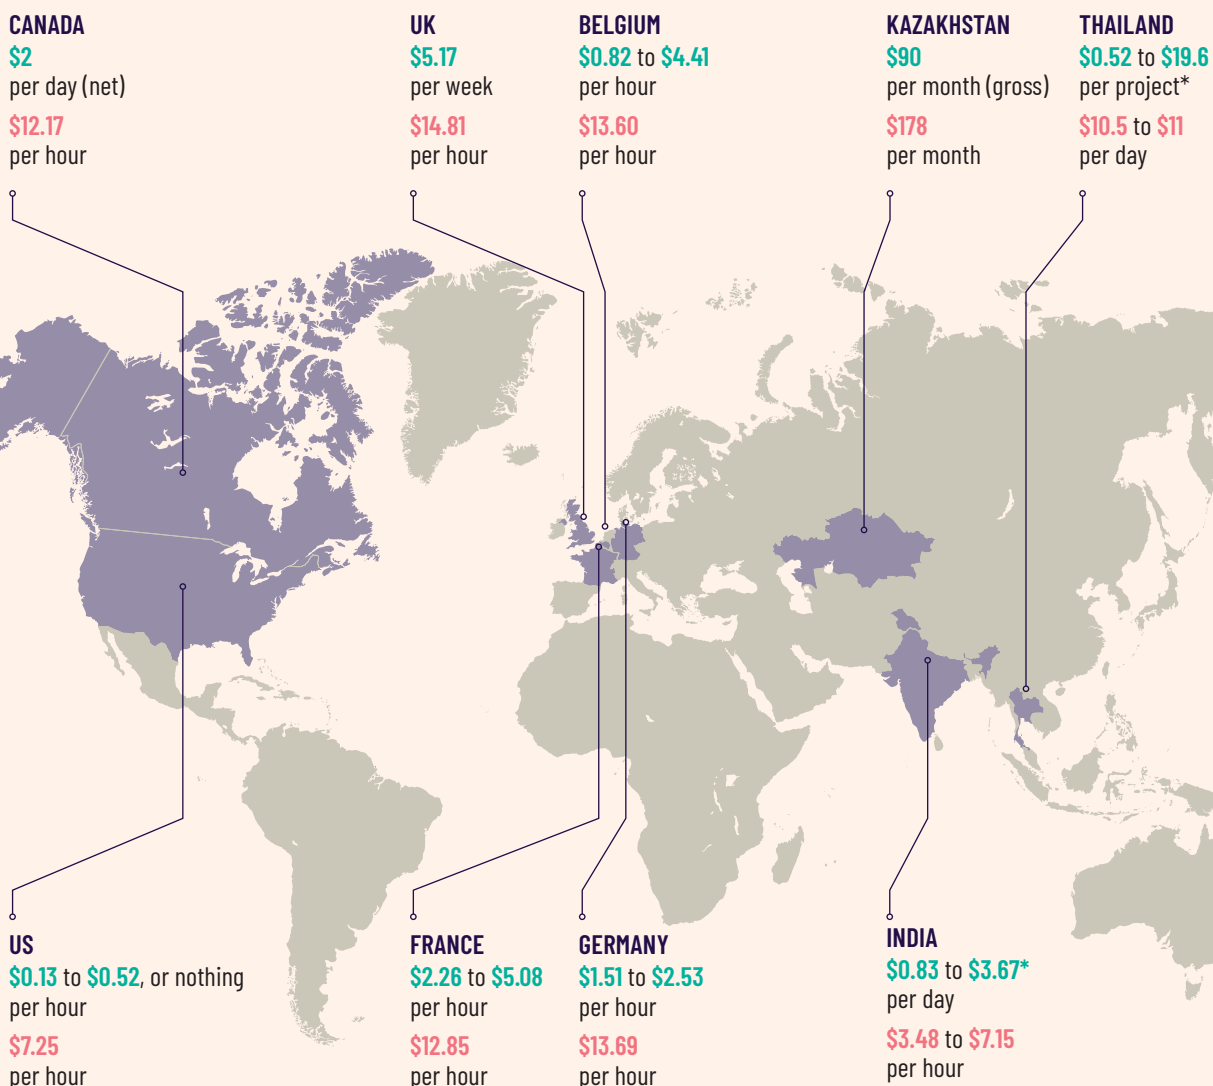 CANADA
$2
per day (net)
$12.17
per hour
UK
$5.17
per week
$14.81
per hour
BELGIUM
$0.82 to $4.41
per hour
$13.60
per hour
KAZAKHSTAN
$90
per month (gross)
$178
per month
THAILAND
$0.52 to $19.6
per project*
$10.5 to $11
per day
US
$0.13 to $0.52, or nothing
per hour
$7.25
per hour
FRANCE
$2.26 to $5.08
per hour
$12.85
per hour
GERMANY
$1.51 to $2.53
per hour
$13.69
per hour
INDIA
$0.83 to $3.67*
per day
$3.48 to $7.15
per hour